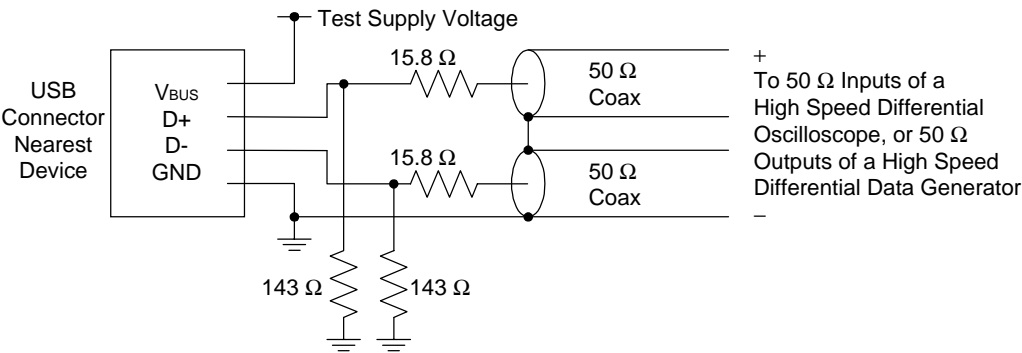 Test Supply Voltage
15.8 Ω
50 Ω
Coax
USB
Connector
Nearest
Device
VBUS
D+
D-
GND
15.8 Ω
50 Ω
Coax
+
To 50 Ω Inputs of a
High Speed Differential
Oscilloscope, or 50 Ω
Outputs of a High Speed
Differential Data Generator
−
143 Ω
143 Ω